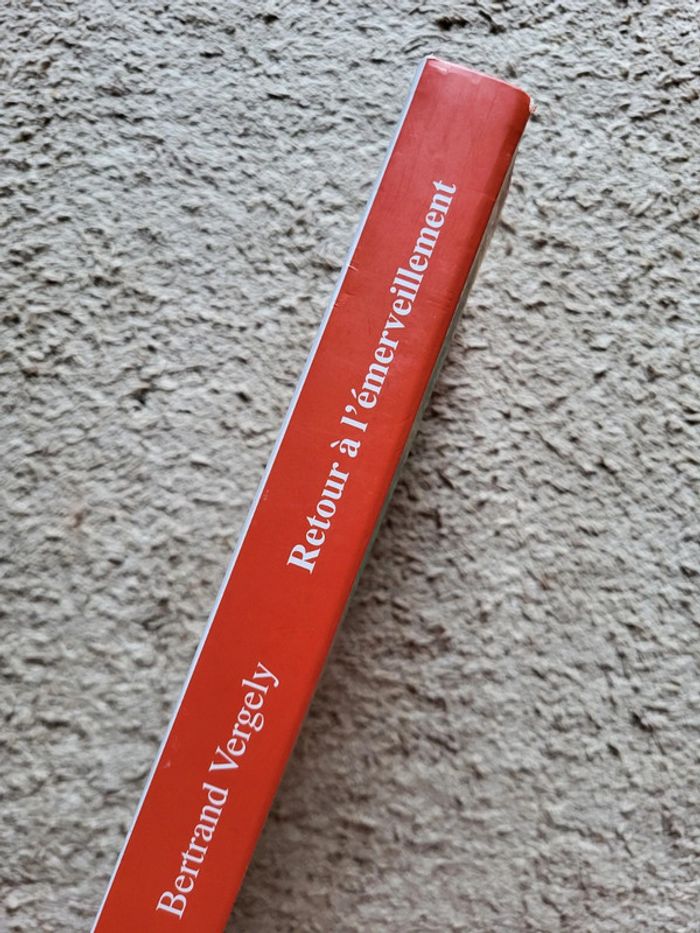 Bertrand Vergely
Retour à l'émerveillement